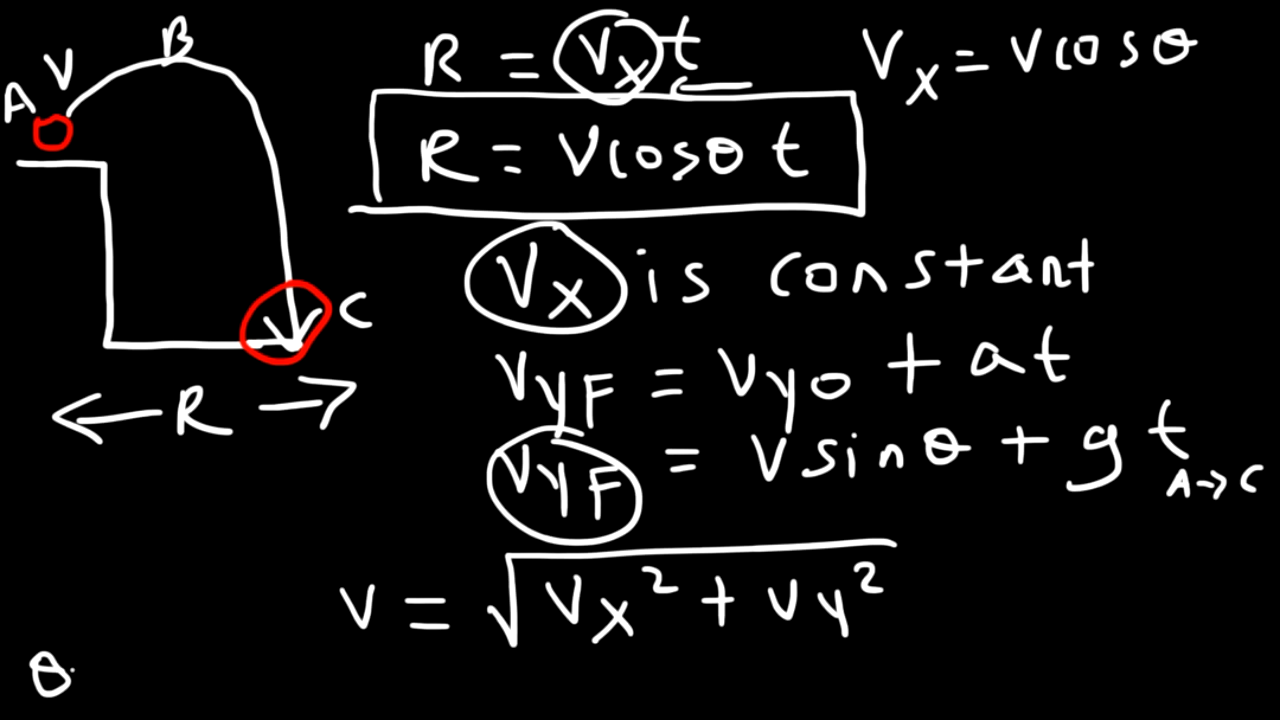 A V B
R = Vx t
Vx = V cos θ
R = V cos θ t
Vx is constant
C
VyF = Vyo + at
← R →
VyF = V sin θ + g t A→C
V = √Vx² + Vy²
θ